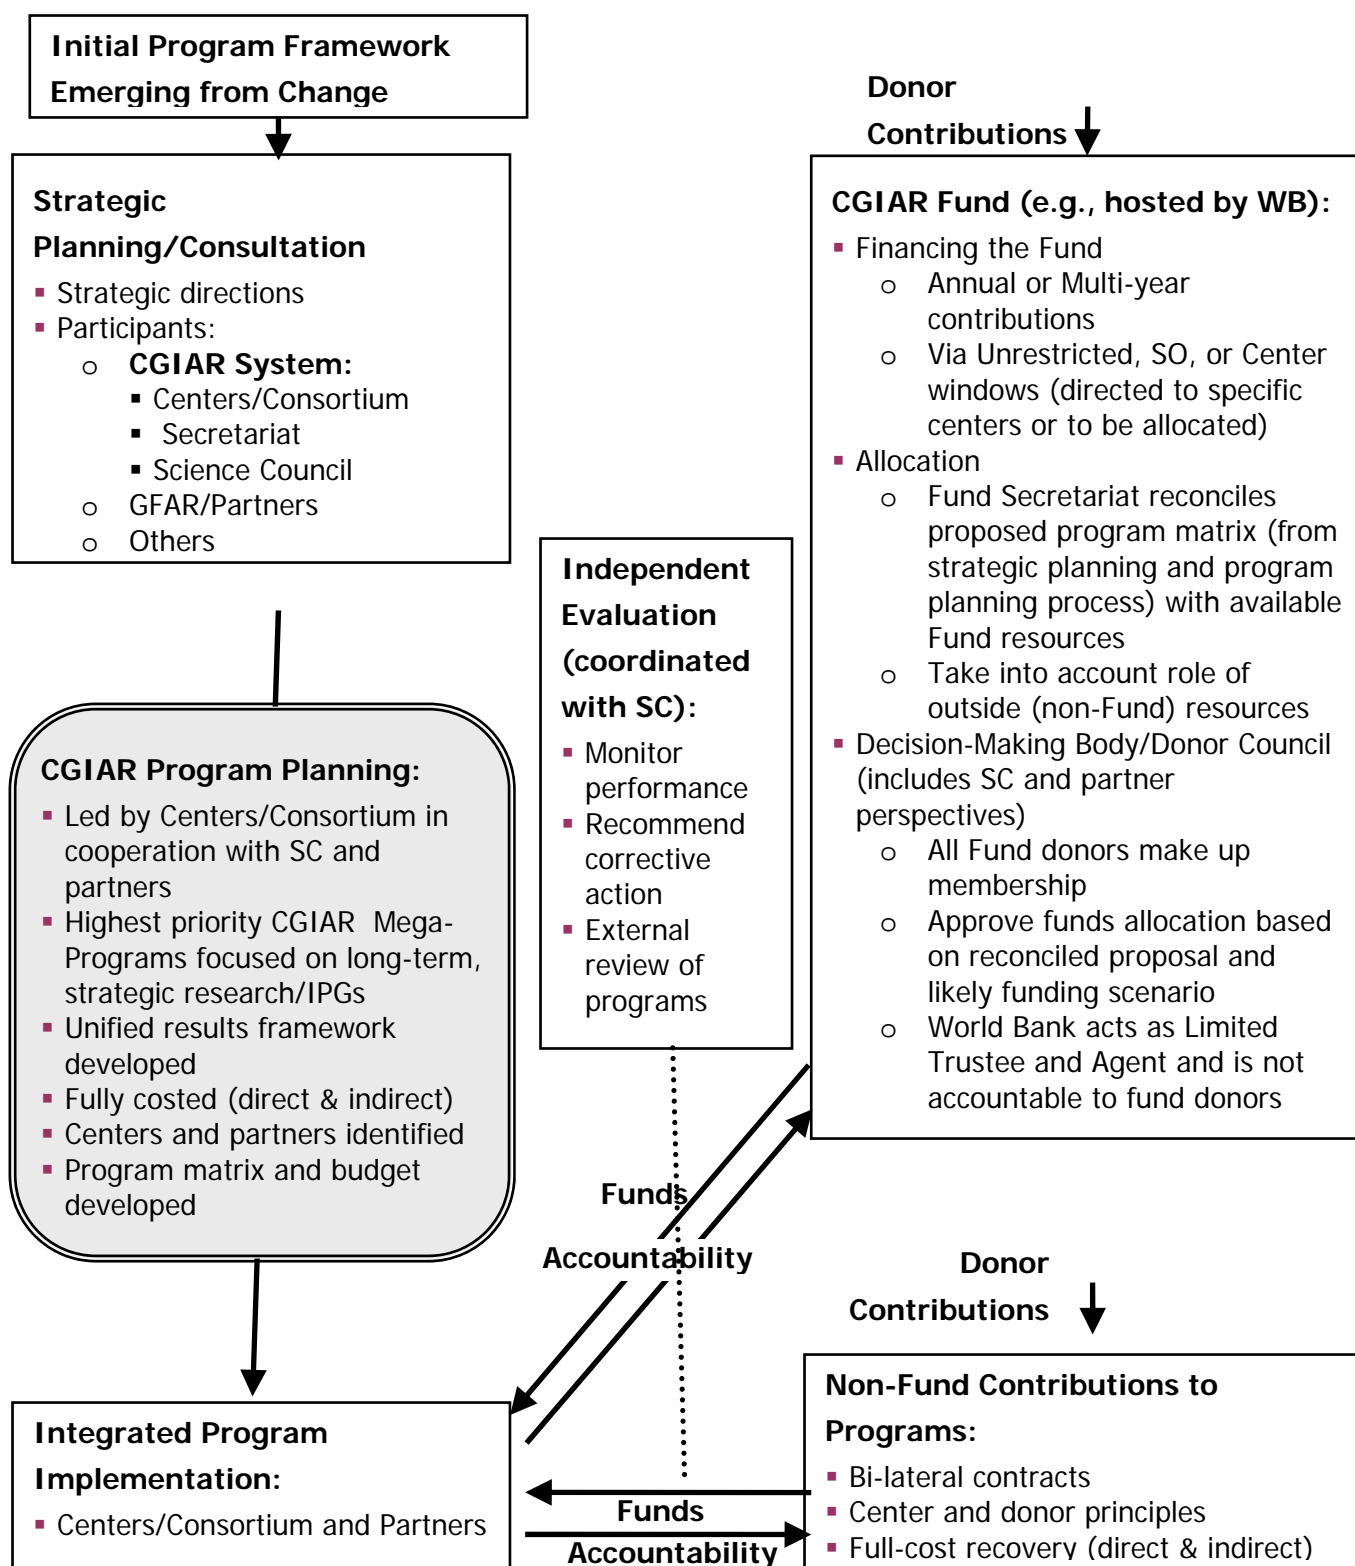 Initial Program Framework
Emerging from Change
Strategic
Planning/Consultation
▪ Strategic directions
▪ Participants:
o CGIAR System:
▪ Centers/Consortium
▪ Secretariat
▪ Science Council
o GFAR/Partners
o Others
CGIAR Program Planning:
▪ Led by Centers/Consortium in
cooperation with SC and
partners
▪ Highest priority CGIAR Mega-
Programs focused on long-term,
strategic research/IPGs
▪ Unified results framework
developed
▪ Fully costed (direct & indirect)
▪ Centers and partners identified
▪ Program matrix and budget
developed
Integrated Program
Implementation:
▪ Centers/Consortium and Partners
Independent
Evaluation
(coordinated
with SC):
▪ Monitor
performance
▪ Recommend
corrective
action
▪ External
review of
programs
Funds
Accountability
Funds
Accountability
Donor
Contributions
CGIAR Fund (e.g., hosted by WB):
▪ Financing the Fund
o Annual or Multi-year
contributions
o Via Unrestricted, SO, or Center
windows (directed to specific
centers or to be allocated)
▪ Allocation
o Fund Secretariat reconciles
proposed program matrix (from
strategic planning and program
planning process) with available
Fund resources
o Take into account role of
outside (non-Fund) resources
▪ Decision-Making Body/Donor Council
(includes SC and partner
perspectives)
o All Fund donors make up
membership
o Approve funds allocation based
on reconciled proposal and
likely funding scenario
o World Bank acts as Limited
Trustee and Agent and is not
accountable to fund donors
Donor
Contributions
Non-Fund Contributions to
Programs:
▪ Bi-lateral contracts
▪ Center and donor principles
▪ Full-cost recovery (direct & indirect)